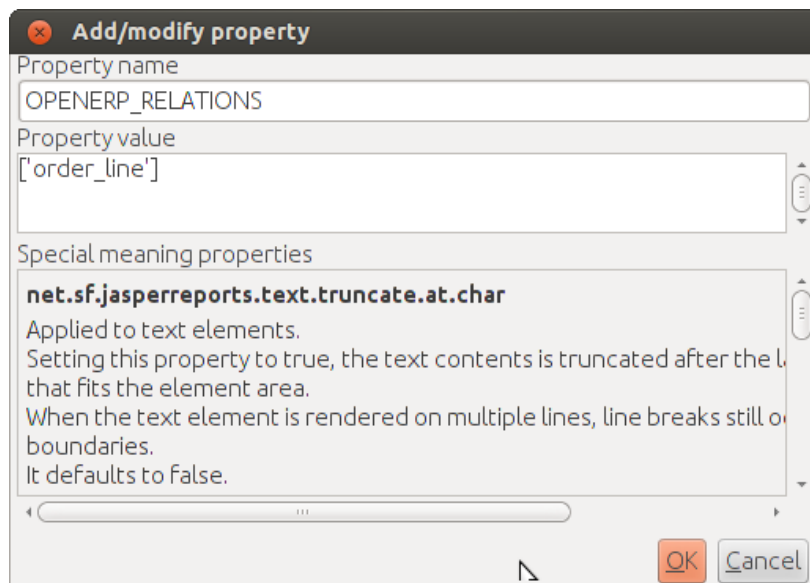 Add/modify property
Property name
OPENERP_RELATIONS
Property value
['order_line']
Special meaning properties
net.sf.jasperreports.text.truncate.at.char
Applied to text elements.
Setting this property to true, the text contents is truncated after the
that fits the element area.
When the text element is rendered on multiple lines, line breaks still
boundaries.
It defaults to false.
OK
Cancel